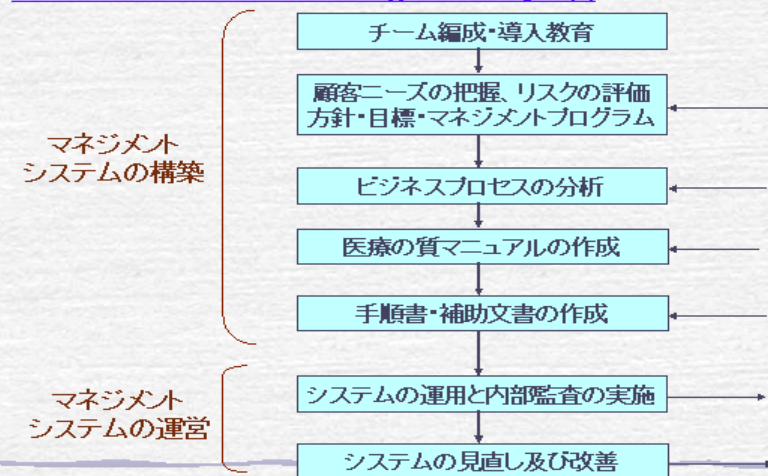 チーム編成・導入教育
顧客ニーズの把握、リスクの評価
方針・目標・マネジメントプログラム
マネジメント
システムの構築
ビジネスプロセスの分析
医療の質マニュアルの作成
手順書・補助文書の作成
システムの運用と内部監査の実施
マネジメント
システムの運営
システムの見直し及び改善